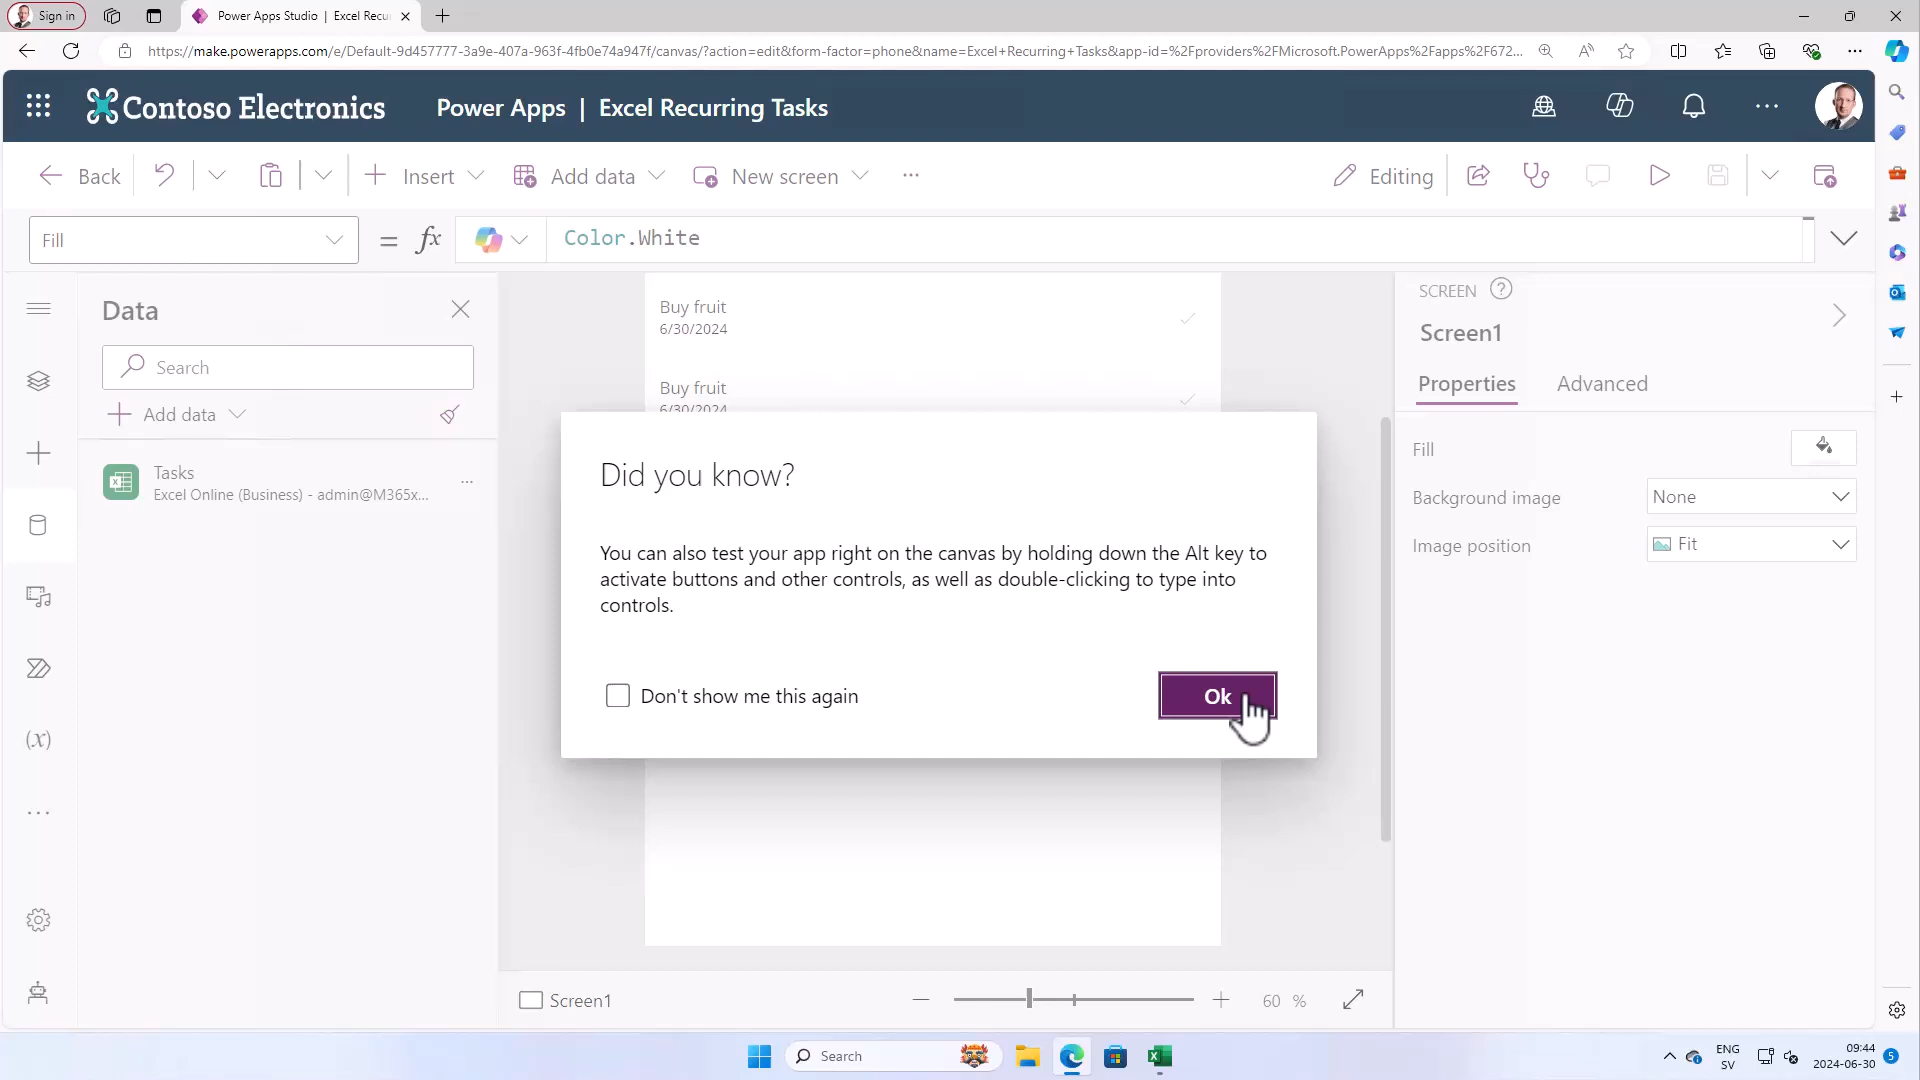 Sign in
Power Apps Studio | Excel Recu
https://make.powerapps.com/e/Default-9d457777-3a9e-407a-963f-4fb0e74a947f/canvas/?action=edit&form-factor=phone&name=Excel+Recurring+Tasks&app-id=%2Fproviders%2FMicrosoft.PowerApps%2Fapps%2F672...
Contoso Electronics
Power Apps | Excel Recurring Tasks
Back
Insert
Add data
New screen
Editing
Fill
= fx
Color.White
Data
Search
Add data
Tasks
Excel Online (Business) - admin@M365x...
Buy fruit
6/30/2024
Buy fruit
6/30/2024
Did you know?
You can also test your app right on the canvas by holding down the Alt key to
activate buttons and other controls, as well as double-clicking to type into
controls.
Don't show me this again
Ok
SCREEN
Screen1
Properties
Advanced
Fill
Background image
None
Image position
Fit
(x)
Screen1
60 %
Search
ENG
SV
09:44
2024-06-30
5